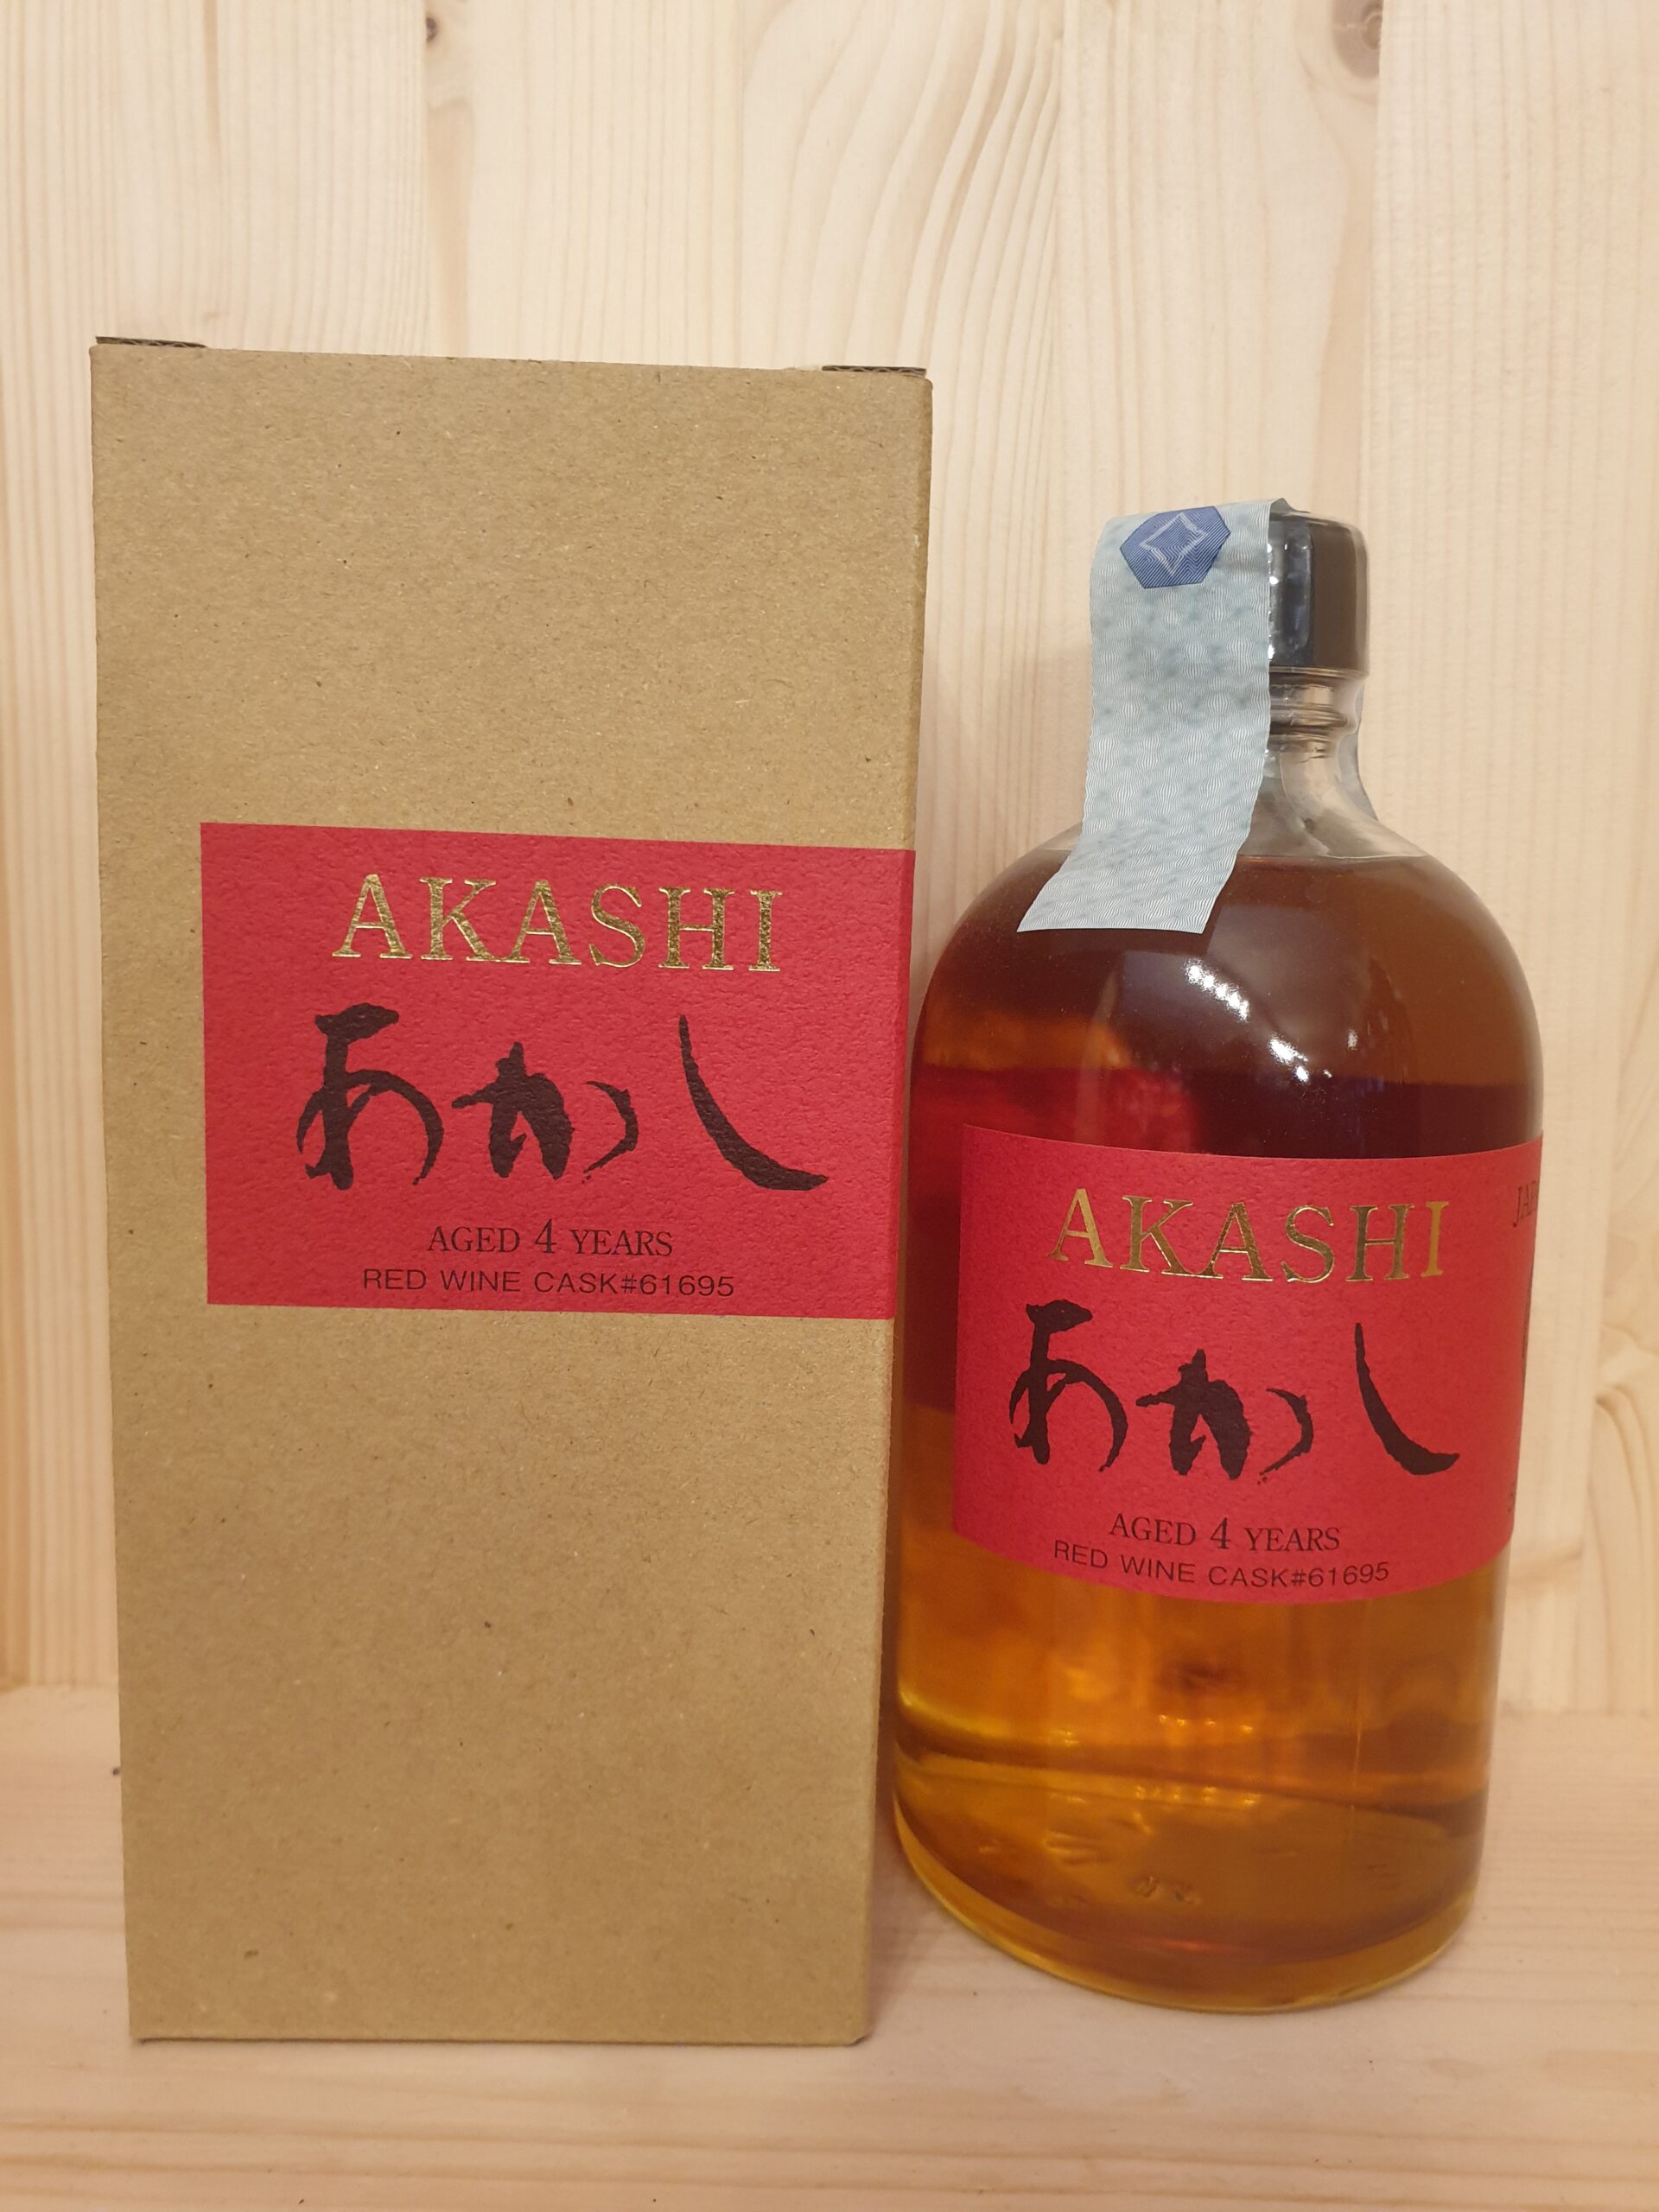 AKASHI
あかし
AGED 4 YEARS
RED WINE CASK#61695
AKASHI
あかし
AGED 4 YEARS
RED WINE CASK#61695